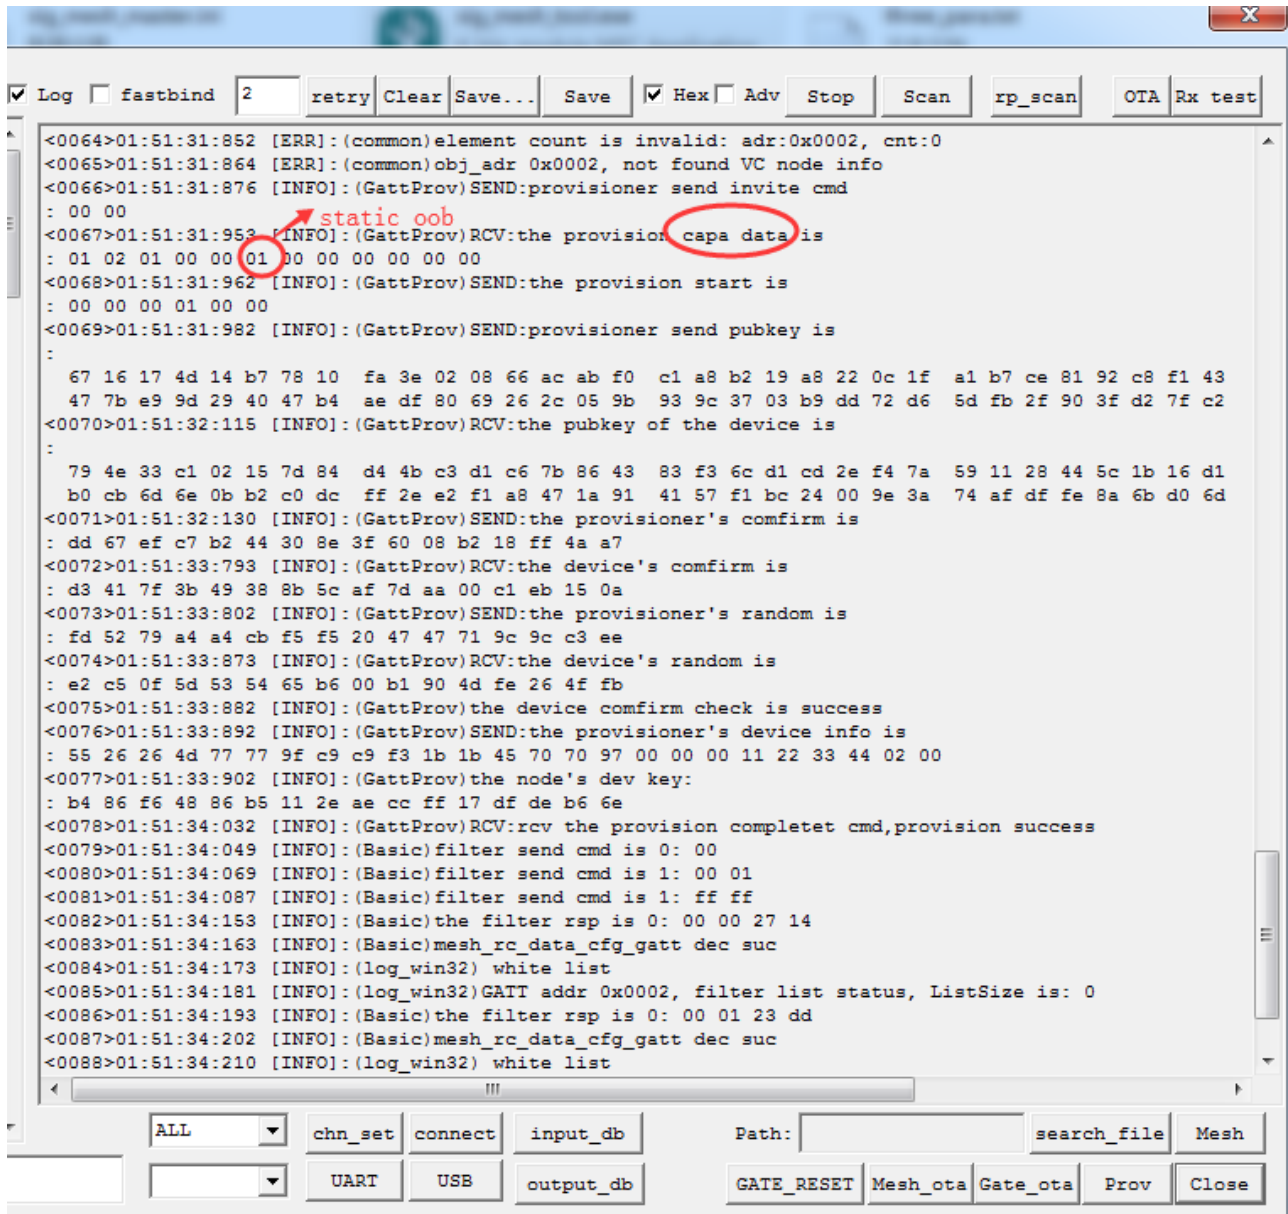 Log fastbind 2 retry Clear Save... Save Hex Adv Stop Scan rp_scan OTA Rx test
<0064>01:51:31:852 [ERR]:(common)element count is invalid: adr:0x0002, cnt:0
<0065>01:51:31:864 [ERR]:(common)obj_adr 0x0002, not found VC node info
<0066>01:51:31:876 [INFO]:(GattProv)SEND:provisioner send invite cmd
: 00 00
static oob
<0067>01:51:31:953 [INFO]:(GattProv)RCV:the provision capa data is
: 01 02 01 00 00 01 00 00 00 00 00 00
<0068>01:51:31:962 [INFO]:(GattProv)SEND:the provision start is
: 00 00 00 01 00 00
<0069>01:51:31:982 [INFO]:(GattProv)SEND:provisioner send pubkey is
:
67 16 17 4d 14 b7 78 10 fa 3e 02 08 66 ac ab f0 c1 a8 b2 19 a8 22 0c 1f a1 b7 ce 81 92 c8 f1 43
47 7b e9 9d 29 40 47 b4 ae df 80 69 26 2c 05 9b 93 9c 37 03 b9 dd 72 d6 5d fb 2f 90 3f d2 7f c2
<0070>01:51:32:115 [INFO]:(GattProv)RCV:the pubkey of the device is
:
79 4e 33 c1 02 15 7d 84 d4 4b c3 d1 c6 7b 86 43 83 f3 6c d1 cd 2e f4 7a 59 11 28 44 5c 1b 16 d1
b0 cb 6d 6e 0b b2 c0 dc ff 2e e2 f1 a8 47 1a 91 41 57 f1 bc 24 00 9e 3a 74 af df fe 8a 6b d0 6d
<0071>01:51:32:130 [INFO]:(GattProv)SEND:the provisioner's comfirm is
: dd 67 ef c7 b2 44 30 8e 3f 60 08 b2 18 ff 4a a7
<0072>01:51:33:793 [INFO]:(GattProv)RCV:the device's comfirm is
: d3 41 7f 3b 49 38 8b 5c af 7d aa 00 c1 eb 15 0a
<0073>01:51:33:802 [INFO]:(GattProv)SEND:the provisioner's random is
: fd 52 79 a4 a4 cb f5 f5 20 47 47 71 9c 9c c3 ee
<0074>01:51:33:873 [INFO]:(GattProv)RCV:the device's random is
: e2 c5 0f 5d 53 54 65 b6 00 b1 90 4d fe 26 4f fb
<0075>01:51:33:882 [INFO]:(GattProv)the device comfirm check is success
<0076>01:51:33:892 [INFO]:(GattProv)SEND:the provisioner's device info is
: 55 26 26 4d 77 77 9f c9 c9 f3 1b 1b 45 70 70 97 00 00 00 11 22 33 44 02 00
<0077>01:51:33:902 [INFO]:(GattProv)the node's dev key:
: b4 86 f6 48 86 b5 11 2e ae cc ff 17 df de b6 6e
<0078>01:51:34:032 [INFO]:(GattProv)RCV:rcv the provision completet cmd,provision success
<0079>01:51:34:049 [INFO]:(Basic)filter send cmd is 0: 00
<0080>01:51:34:069 [INFO]:(Basic)filter send cmd is 1: 00 01
<0081>01:51:34:087 [INFO]:(Basic)filter send cmd is 1: ff ff
<0082>01:51:34:153 [INFO]:(Basic)the filter rsp is 0: 00 00 27 14
<0083>01:51:34:163 [INFO]:(Basic)mesh_rc_data_cfg_gatt dec suc
<0084>01:51:34:173 [INFO]:(log_win32) white list
<0085>01:51:34:181 [INFO]:(log_win32)GATT addr 0x0002, filter list status, ListSize is: 0
<0086>01:51:34:193 [INFO]:(Basic)the filter rsp is 0: 00 01 23 dd
<0087>01:51:34:202 [INFO]:(Basic)mesh_rc_data_cfg_gatt dec suc
<0088>01:51:34:210 [INFO]:(log_win32) white list
ALL chn_set connect input_db Path: search_file Mesh
UART USB output_db GATE_RESET Mesh_ota Gate_ota Prov Close